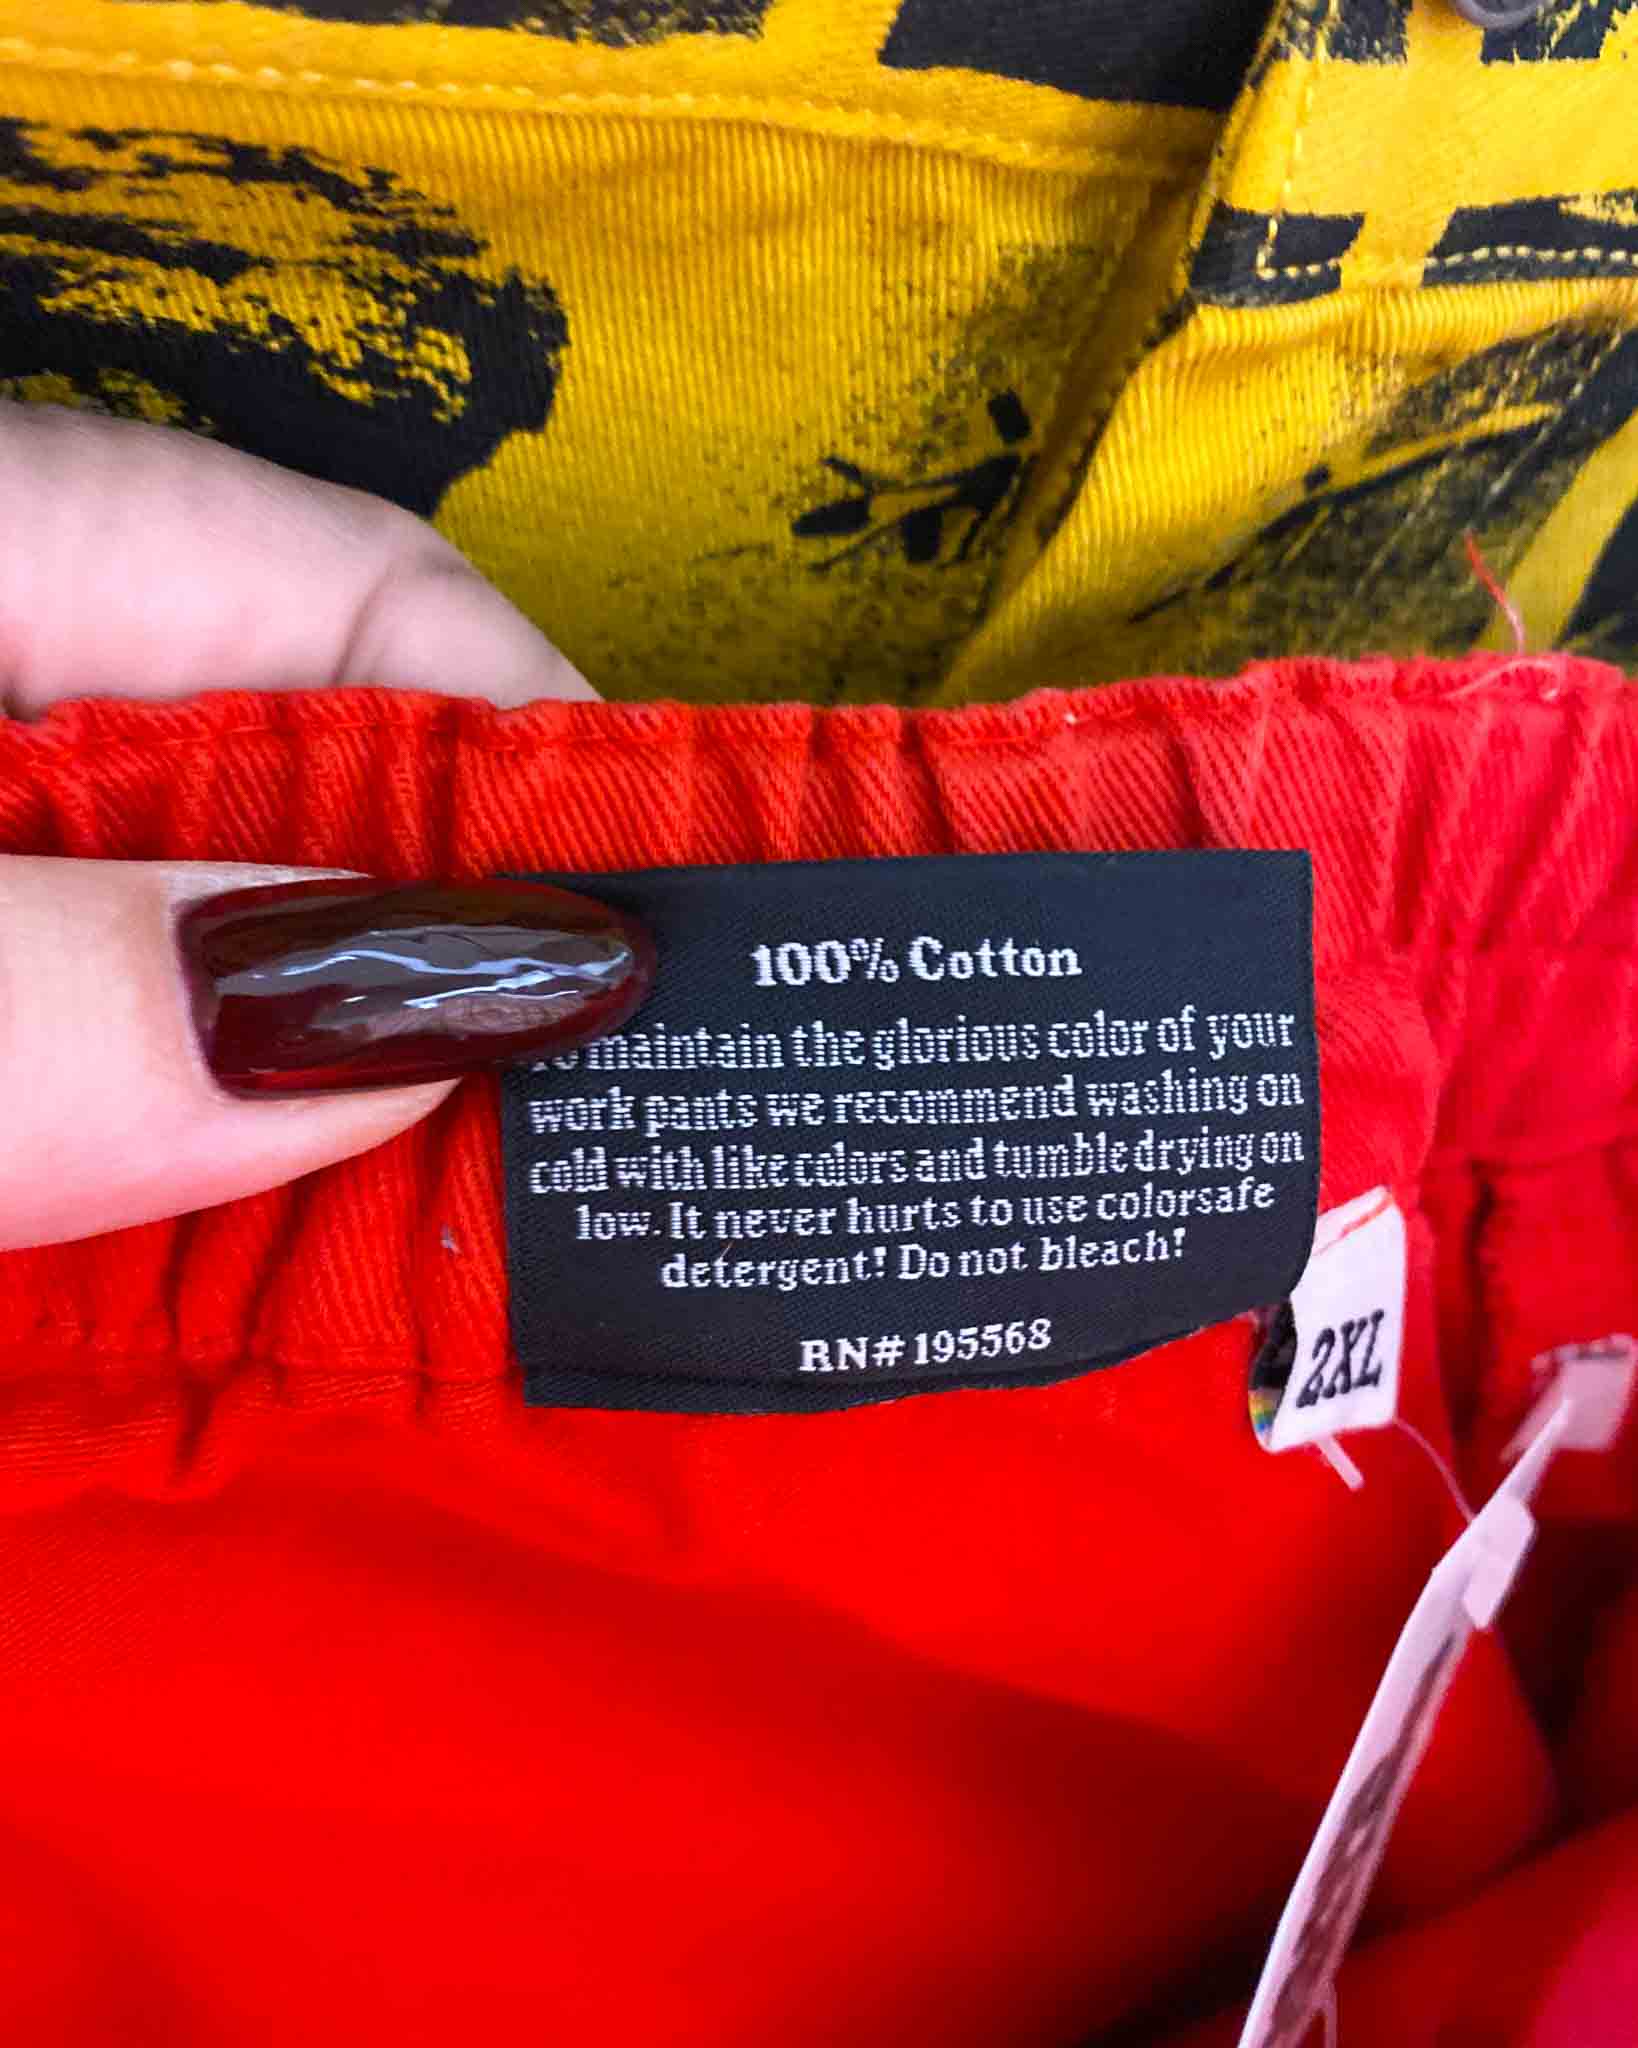 100% Cotton
To maintain the glorious color of your
work pants we recommend washing on
cold with like colors and tumble drying on
low. It never hurts to use colorsafe
detergent! Do not bleach!
RN# 195568
2XL